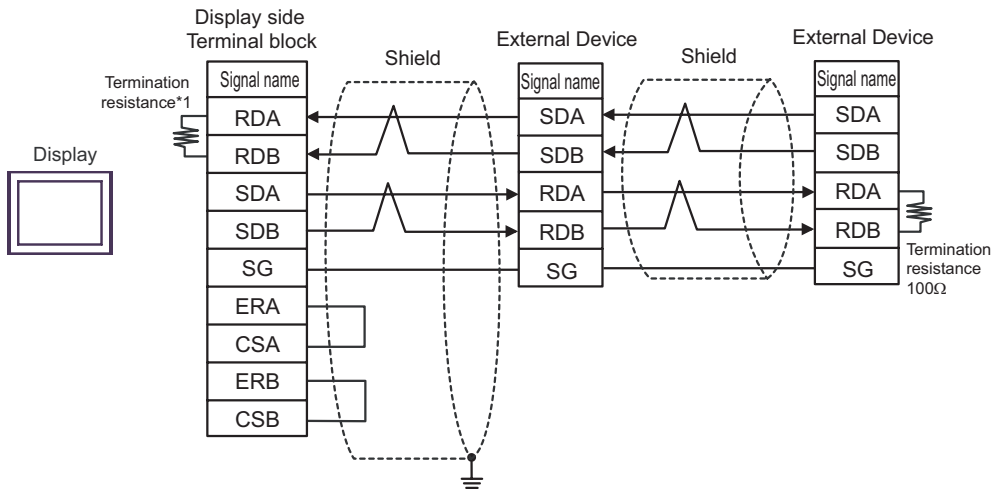 Display side
Terminal block
External Device
External Device
Shield
Shield
Termination
resistance*1
Display
Signal name
RDA
RDB
SDA
SDB
SG
ERA
CSA
ERB
CSB
Signal name
SDA
SDB
RDA
RDB
SG
Signal name
SDA
SDB
RDA
RDB
SG
Termination
resistance
100Ω